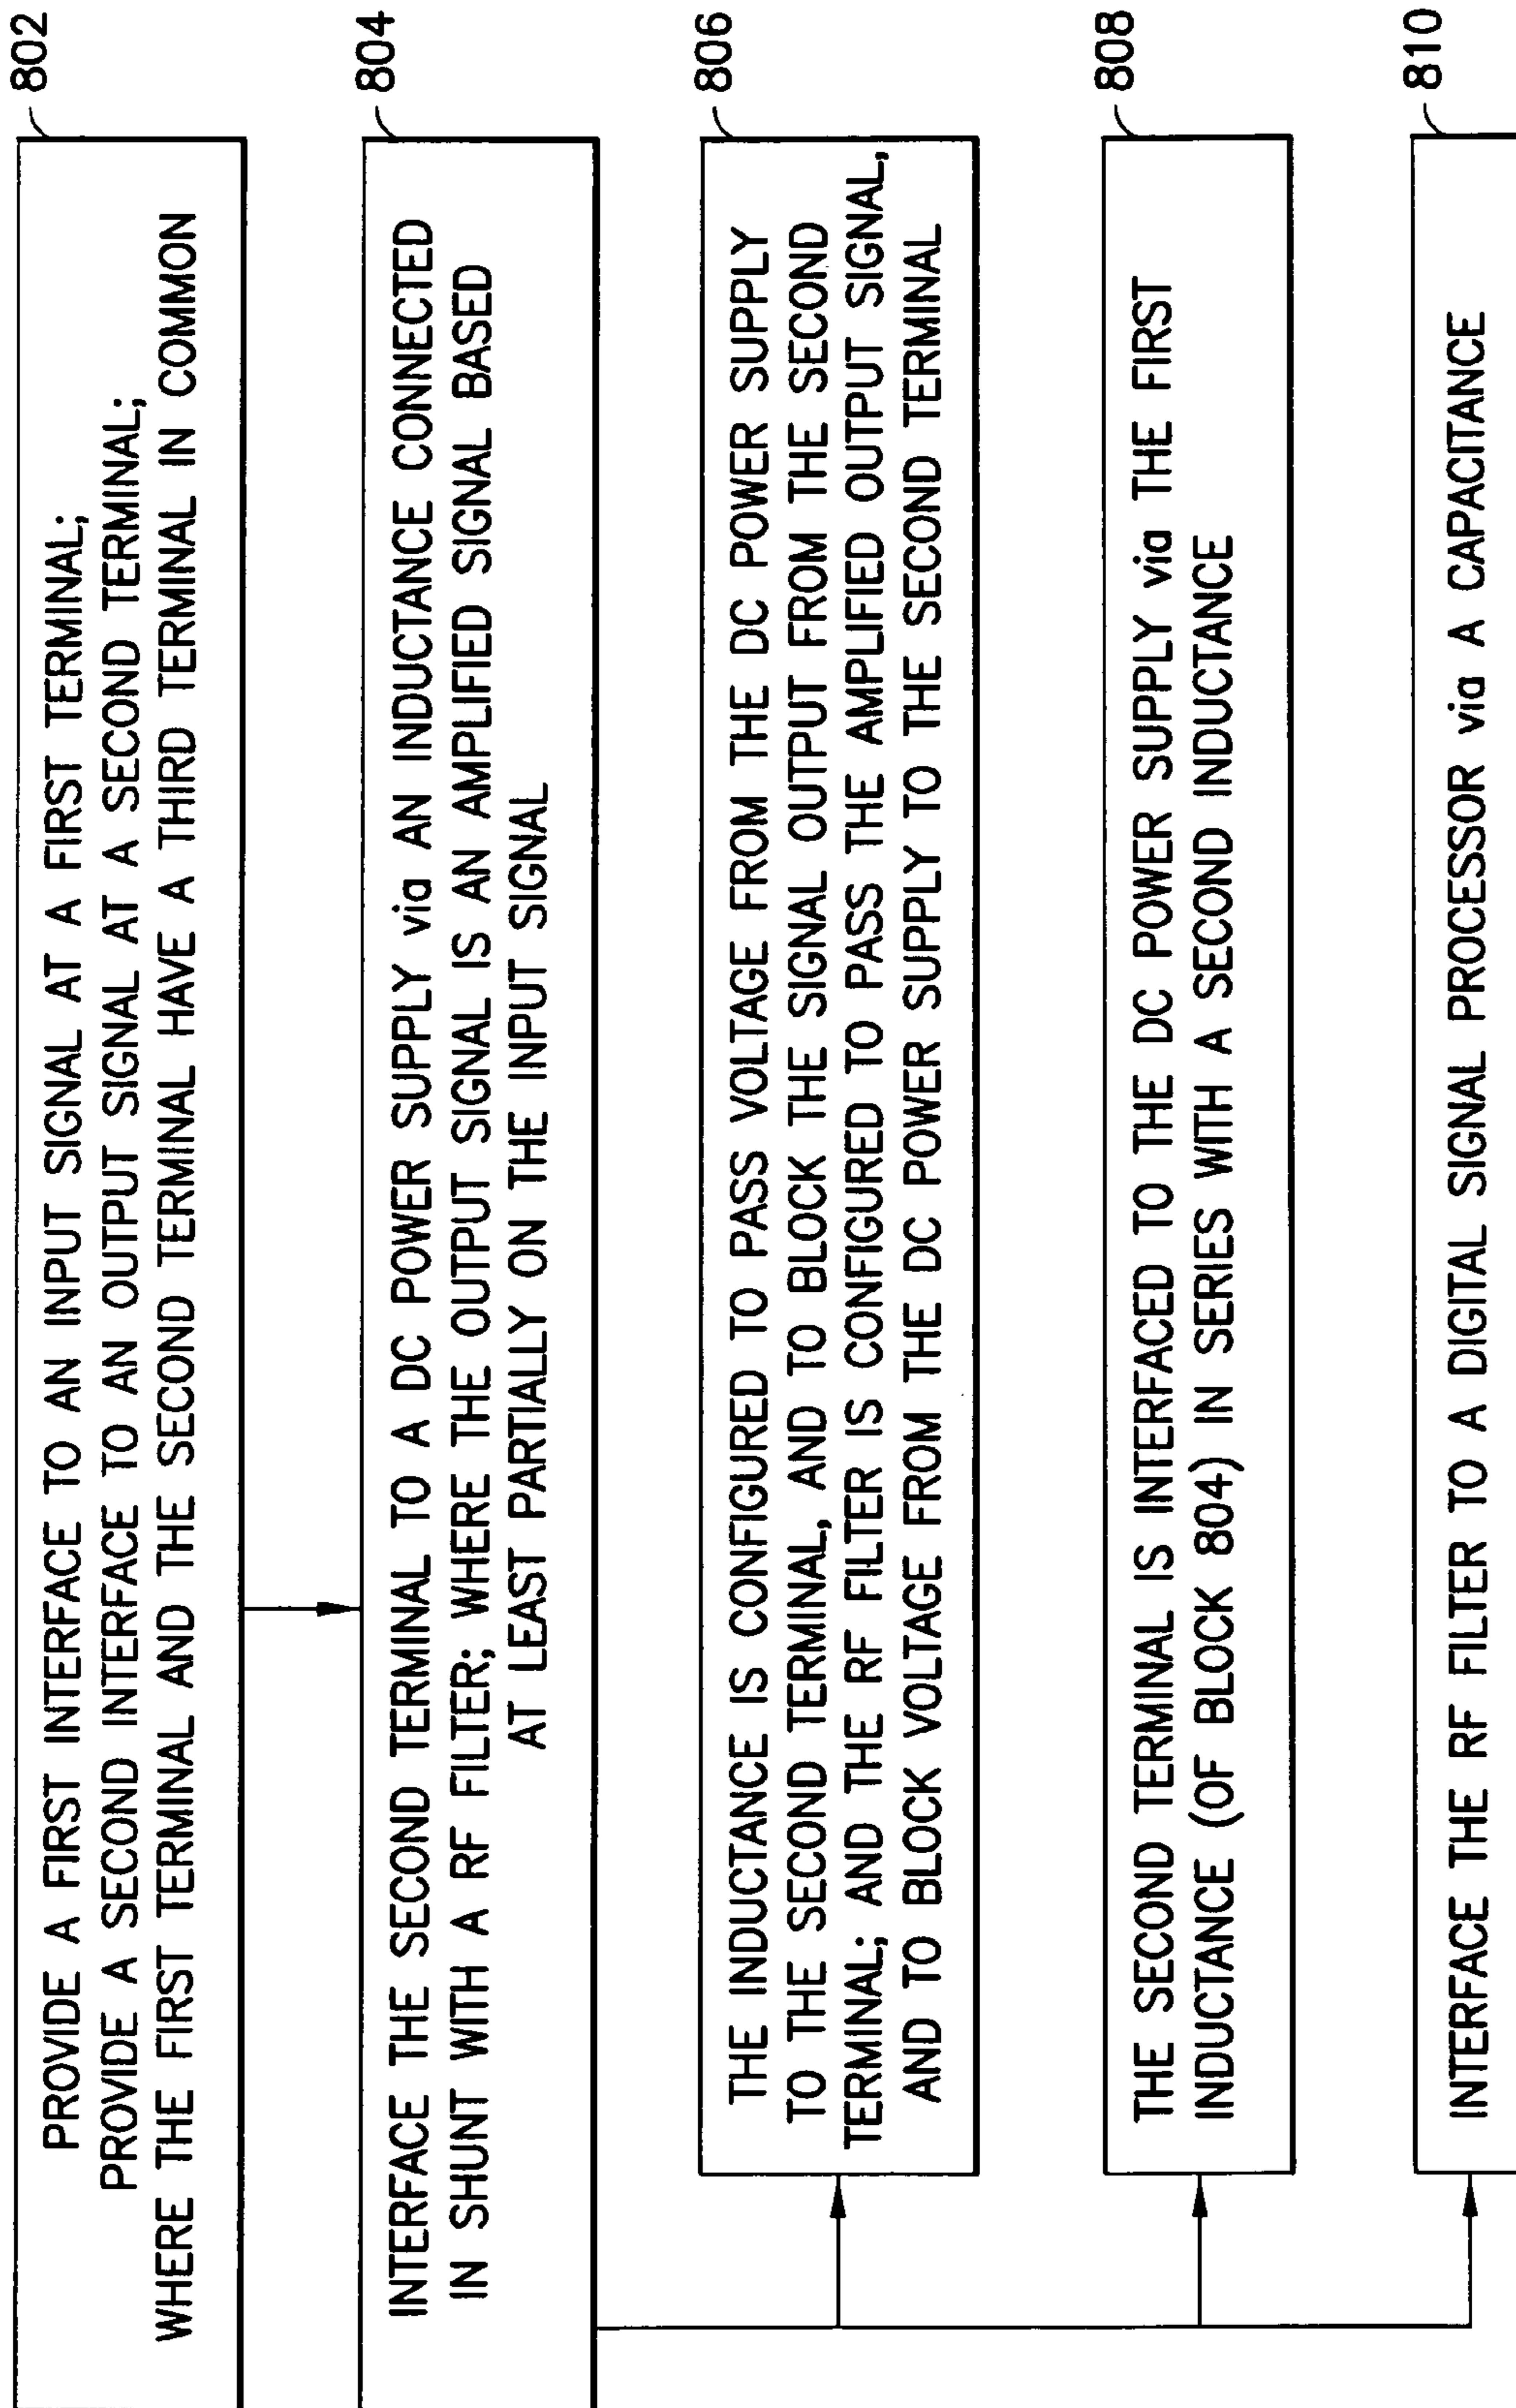 802
PROVIDE A FIRST INTERFACE TO AN INPUT SIGNAL AT A FIRST TERMINAL;
PROVIDE A SECOND INTERFACE TO AN OUTPUT SIGNAL AT A SECOND TERMINAL;
WHERE THE FIRST TERMINAL AND THE SECOND TERMINAL HAVE A THIRD TERMINAL IN COMMON
804
INTERFACE THE SECOND TERMINAL TO A DC POWER SUPPLY via AN INDUCTANCE CONNECTED
IN SHUNT WITH A RF FILTER; WHERE THE OUTPUT SIGNAL IS AN AMPLIFIED SIGNAL BASED
AT LEAST PARTIALLY ON THE INPUT SIGNAL
806
THE INDUCTANCE IS CONFIGURED TO PASS VOLTAGE FROM THE DC POWER SUPPLY
TO THE SECOND TERMINAL, AND TO BLOCK THE SIGNAL OUTPUT FROM THE SECOND
TERMINAL; AND THE RF FILTER IS CONFIGURED TO PASS THE AMPLIFIED OUTPUT SIGNAL,
AND TO BLOCK VOLTAGE FROM THE DC POWER SUPPLY TO THE SECOND TERMINAL
808
THE SECOND TERMINAL IS INTERFACED TO THE DC POWER SUPPLY via THE FIRST
INDUCTANCE (OF BLOCK 804) IN SERIES WITH A SECOND INDUCTANCE
810
INTERFACE THE RF FILTER TO A DIGITAL SIGNAL PROCESSOR via A CAPACITANCE